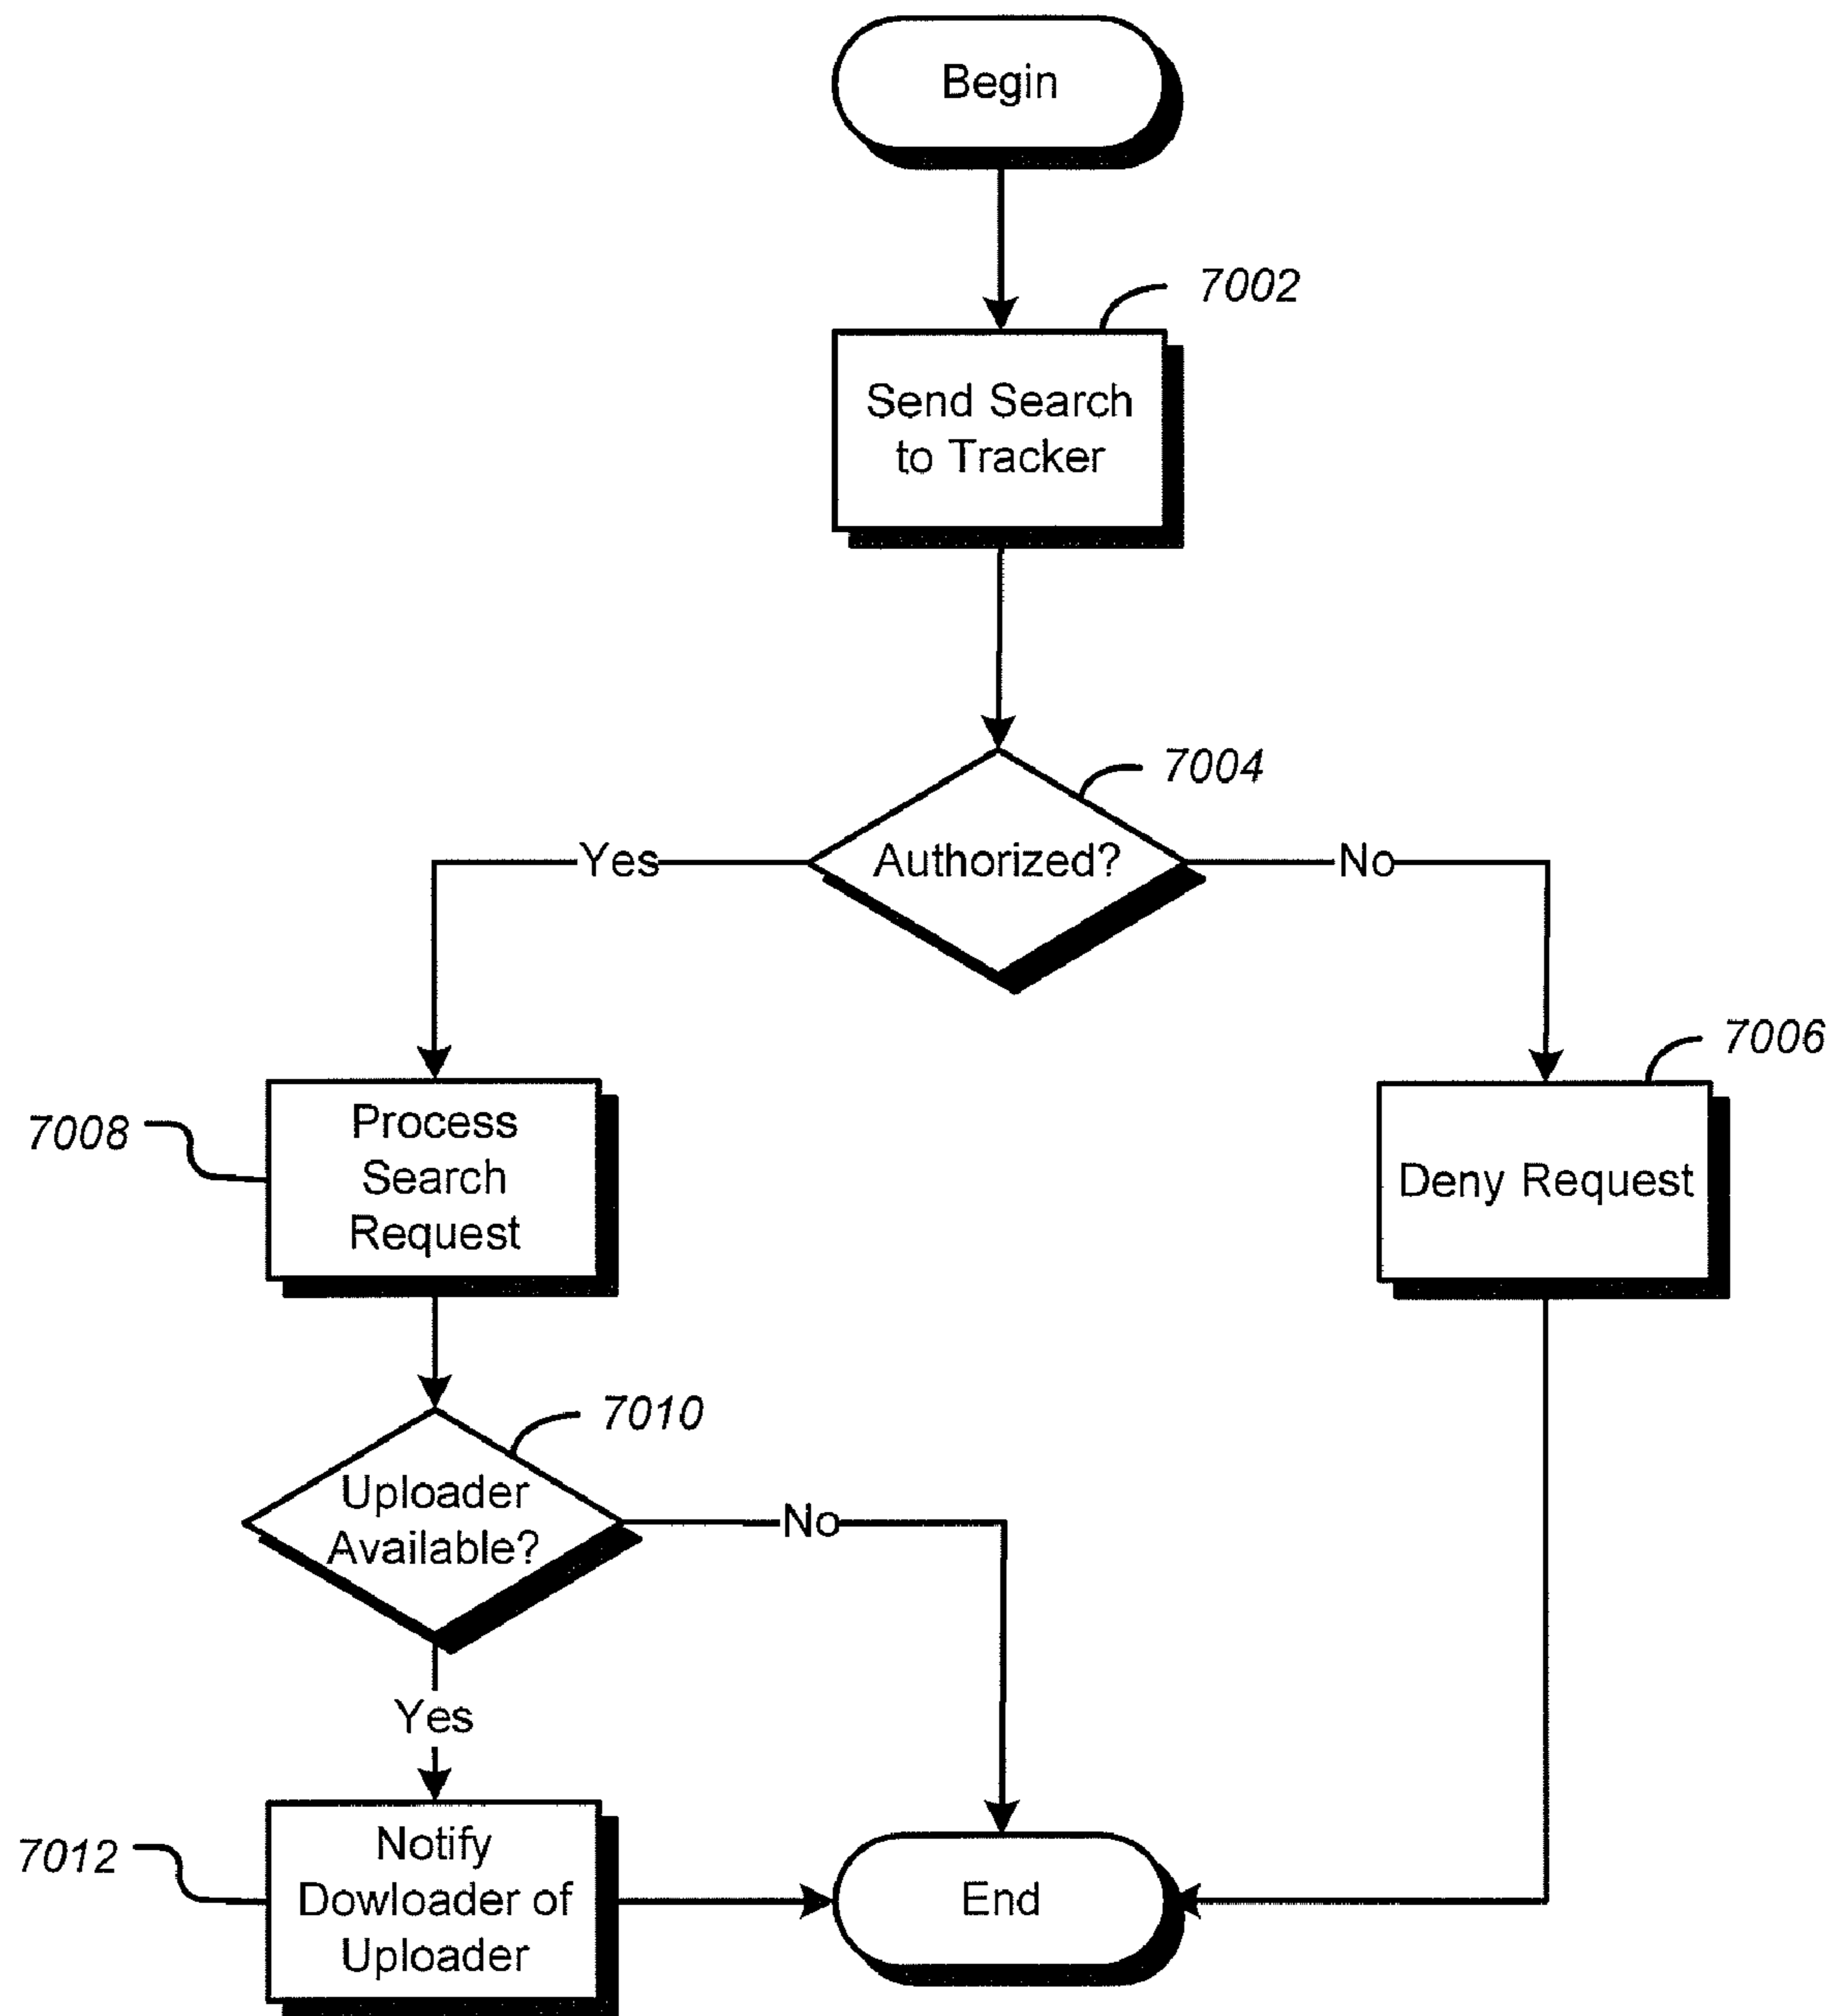 Begin
7002
Send Search
to Tracker
7004
Yes
Authorized?
No
7006
7008
Process
Search
Request
Deny Request
7010
Uploader
Available?
No
Yes
7012
Notify
Dowloader of
Uploader
End